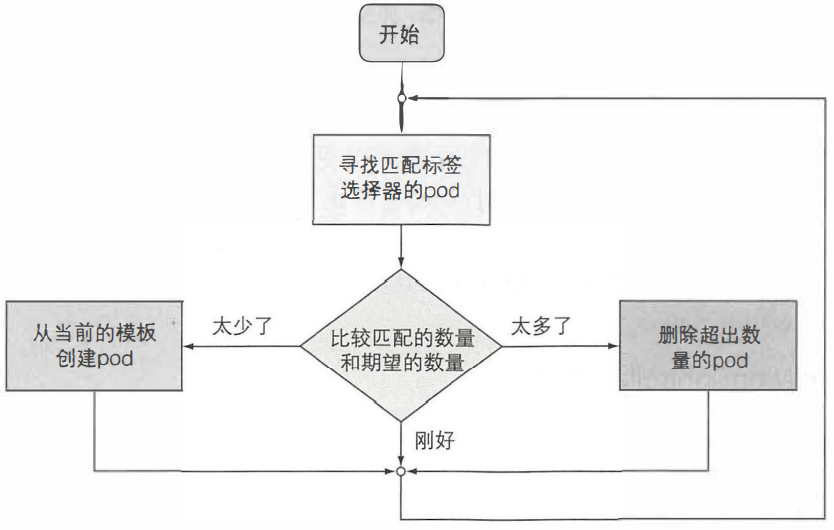 开始
寻找匹配标签
选择器的pod
太少了
太多了
从当前的模板
创建pod
比较匹配的数量
和期望的数量
删除超出数
量的pod
刚好